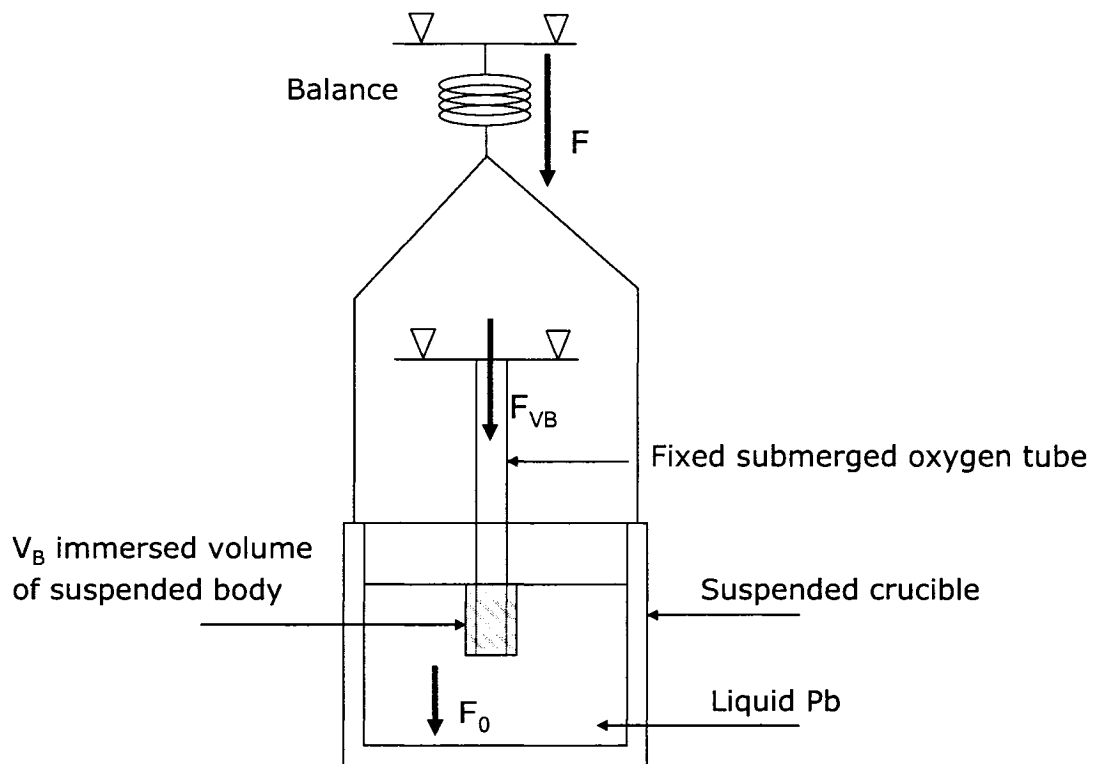 Balance
F
F_VB
Fixed submerged oxygen tube
V_B immersed volume
of suspended body
Suspended crucible
Liquid Pb
F_0